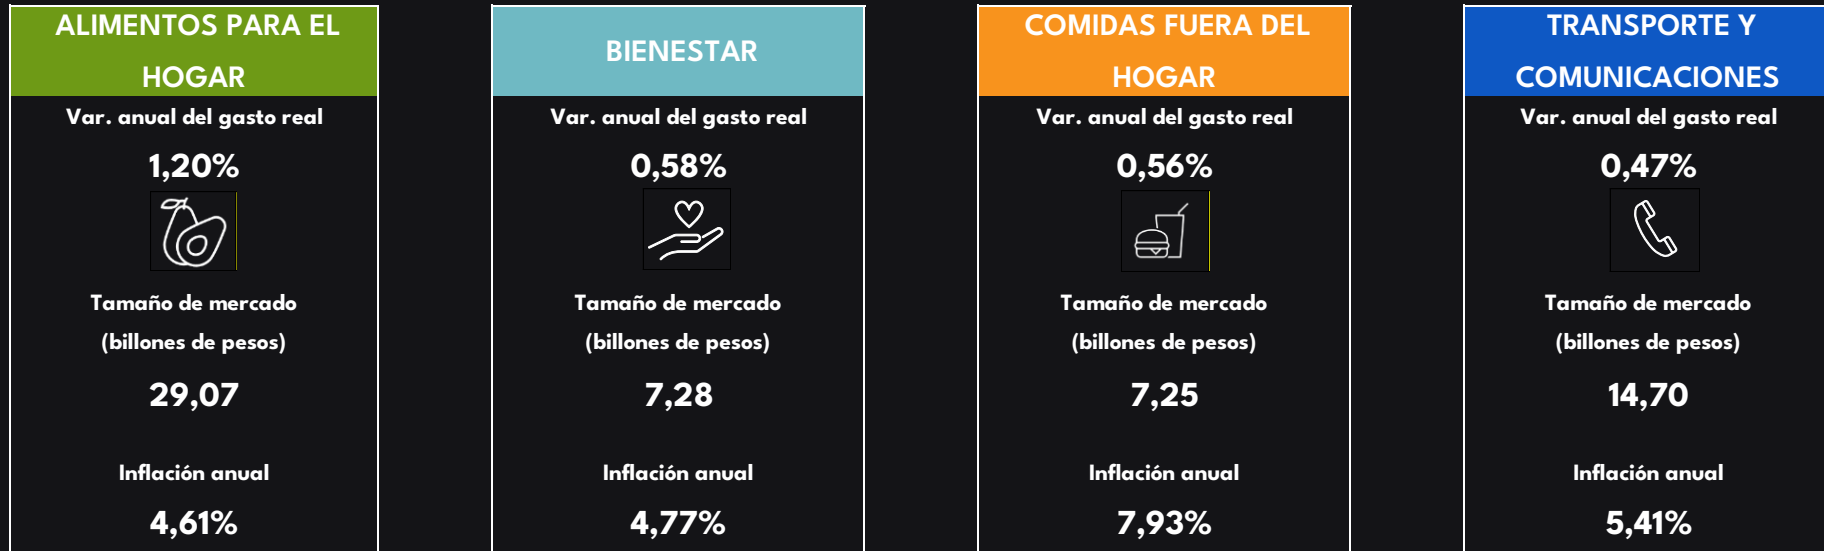 ALIMENTOS PARA EL
HOGAR
Var. anual del gasto real
1,20%
Tamaño de mercado
(billones de pesos)
29,07
Inflación anual
4,61%
BIENESTAR
Var. anual del gasto real
0,58%
Tamaño de mercado
(billones de pesos)
7,28
Inflación anual
4,77%
COMIDAS FUERA DEL
HOGAR
Var. anual del gasto real
0,56%
Tamaño de mercado
(billones de pesos)
7,25
Inflación anual
7,93%
TRANSPORTE Y
COMUNICACIONES
Var. anual del gasto real
0,47%
Tamaño de mercado
(billones de pesos)
14,70
Inflación anual
5,41%